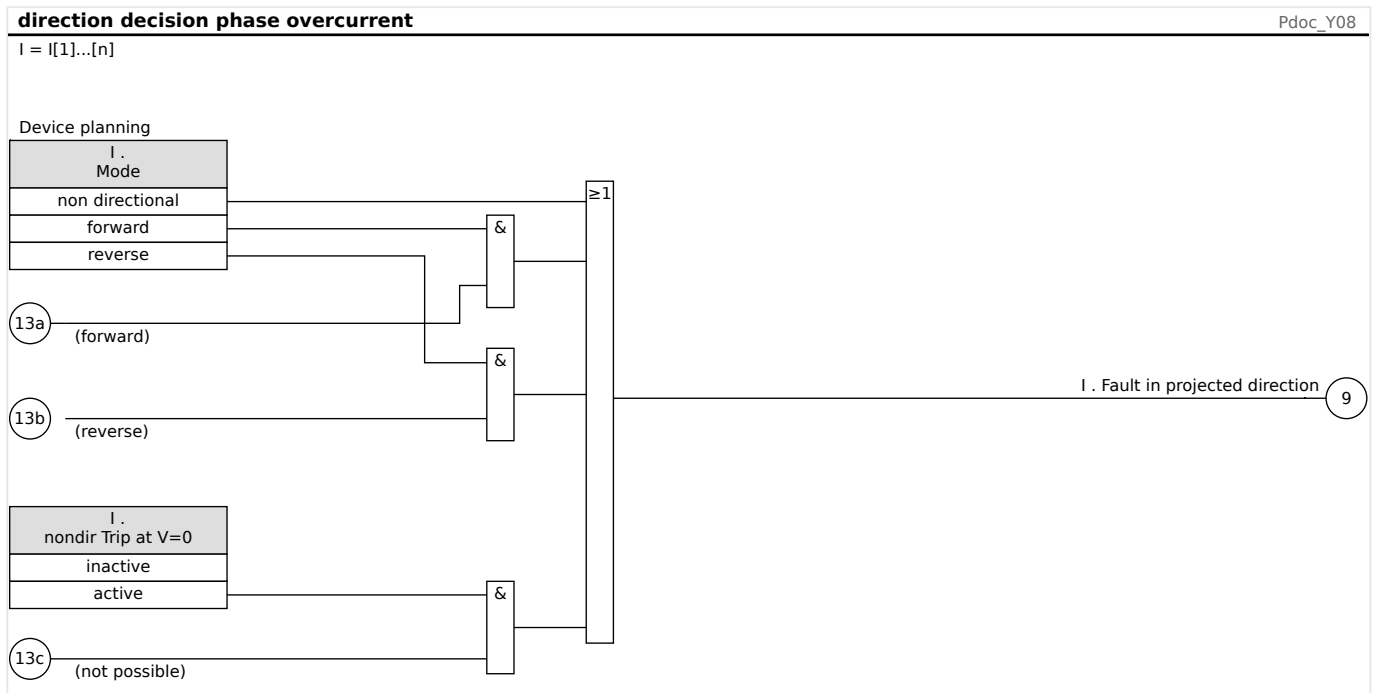 direction decision phase overcurrent
Pdoc_Y08
I = I[1]...[n]
Device planning
I .
Mode
non directional
forward
reverse
≥1
&
13a
(forward)
&
13b
(reverse)
I . Fault in projected direction
9
I .
nondir Trip at V=0
inactive
active
&
13c
(not possible)